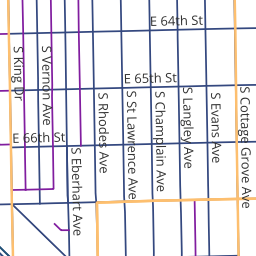 E 64th St
E 65th St
E 66th St
S King Dr
S Vernon Ave
S Eberhart Ave
S Rhodes Ave
S St Lawrence Ave
S Champlain Ave
S Langley Ave
S Evans Ave
S Cottage Grove Ave